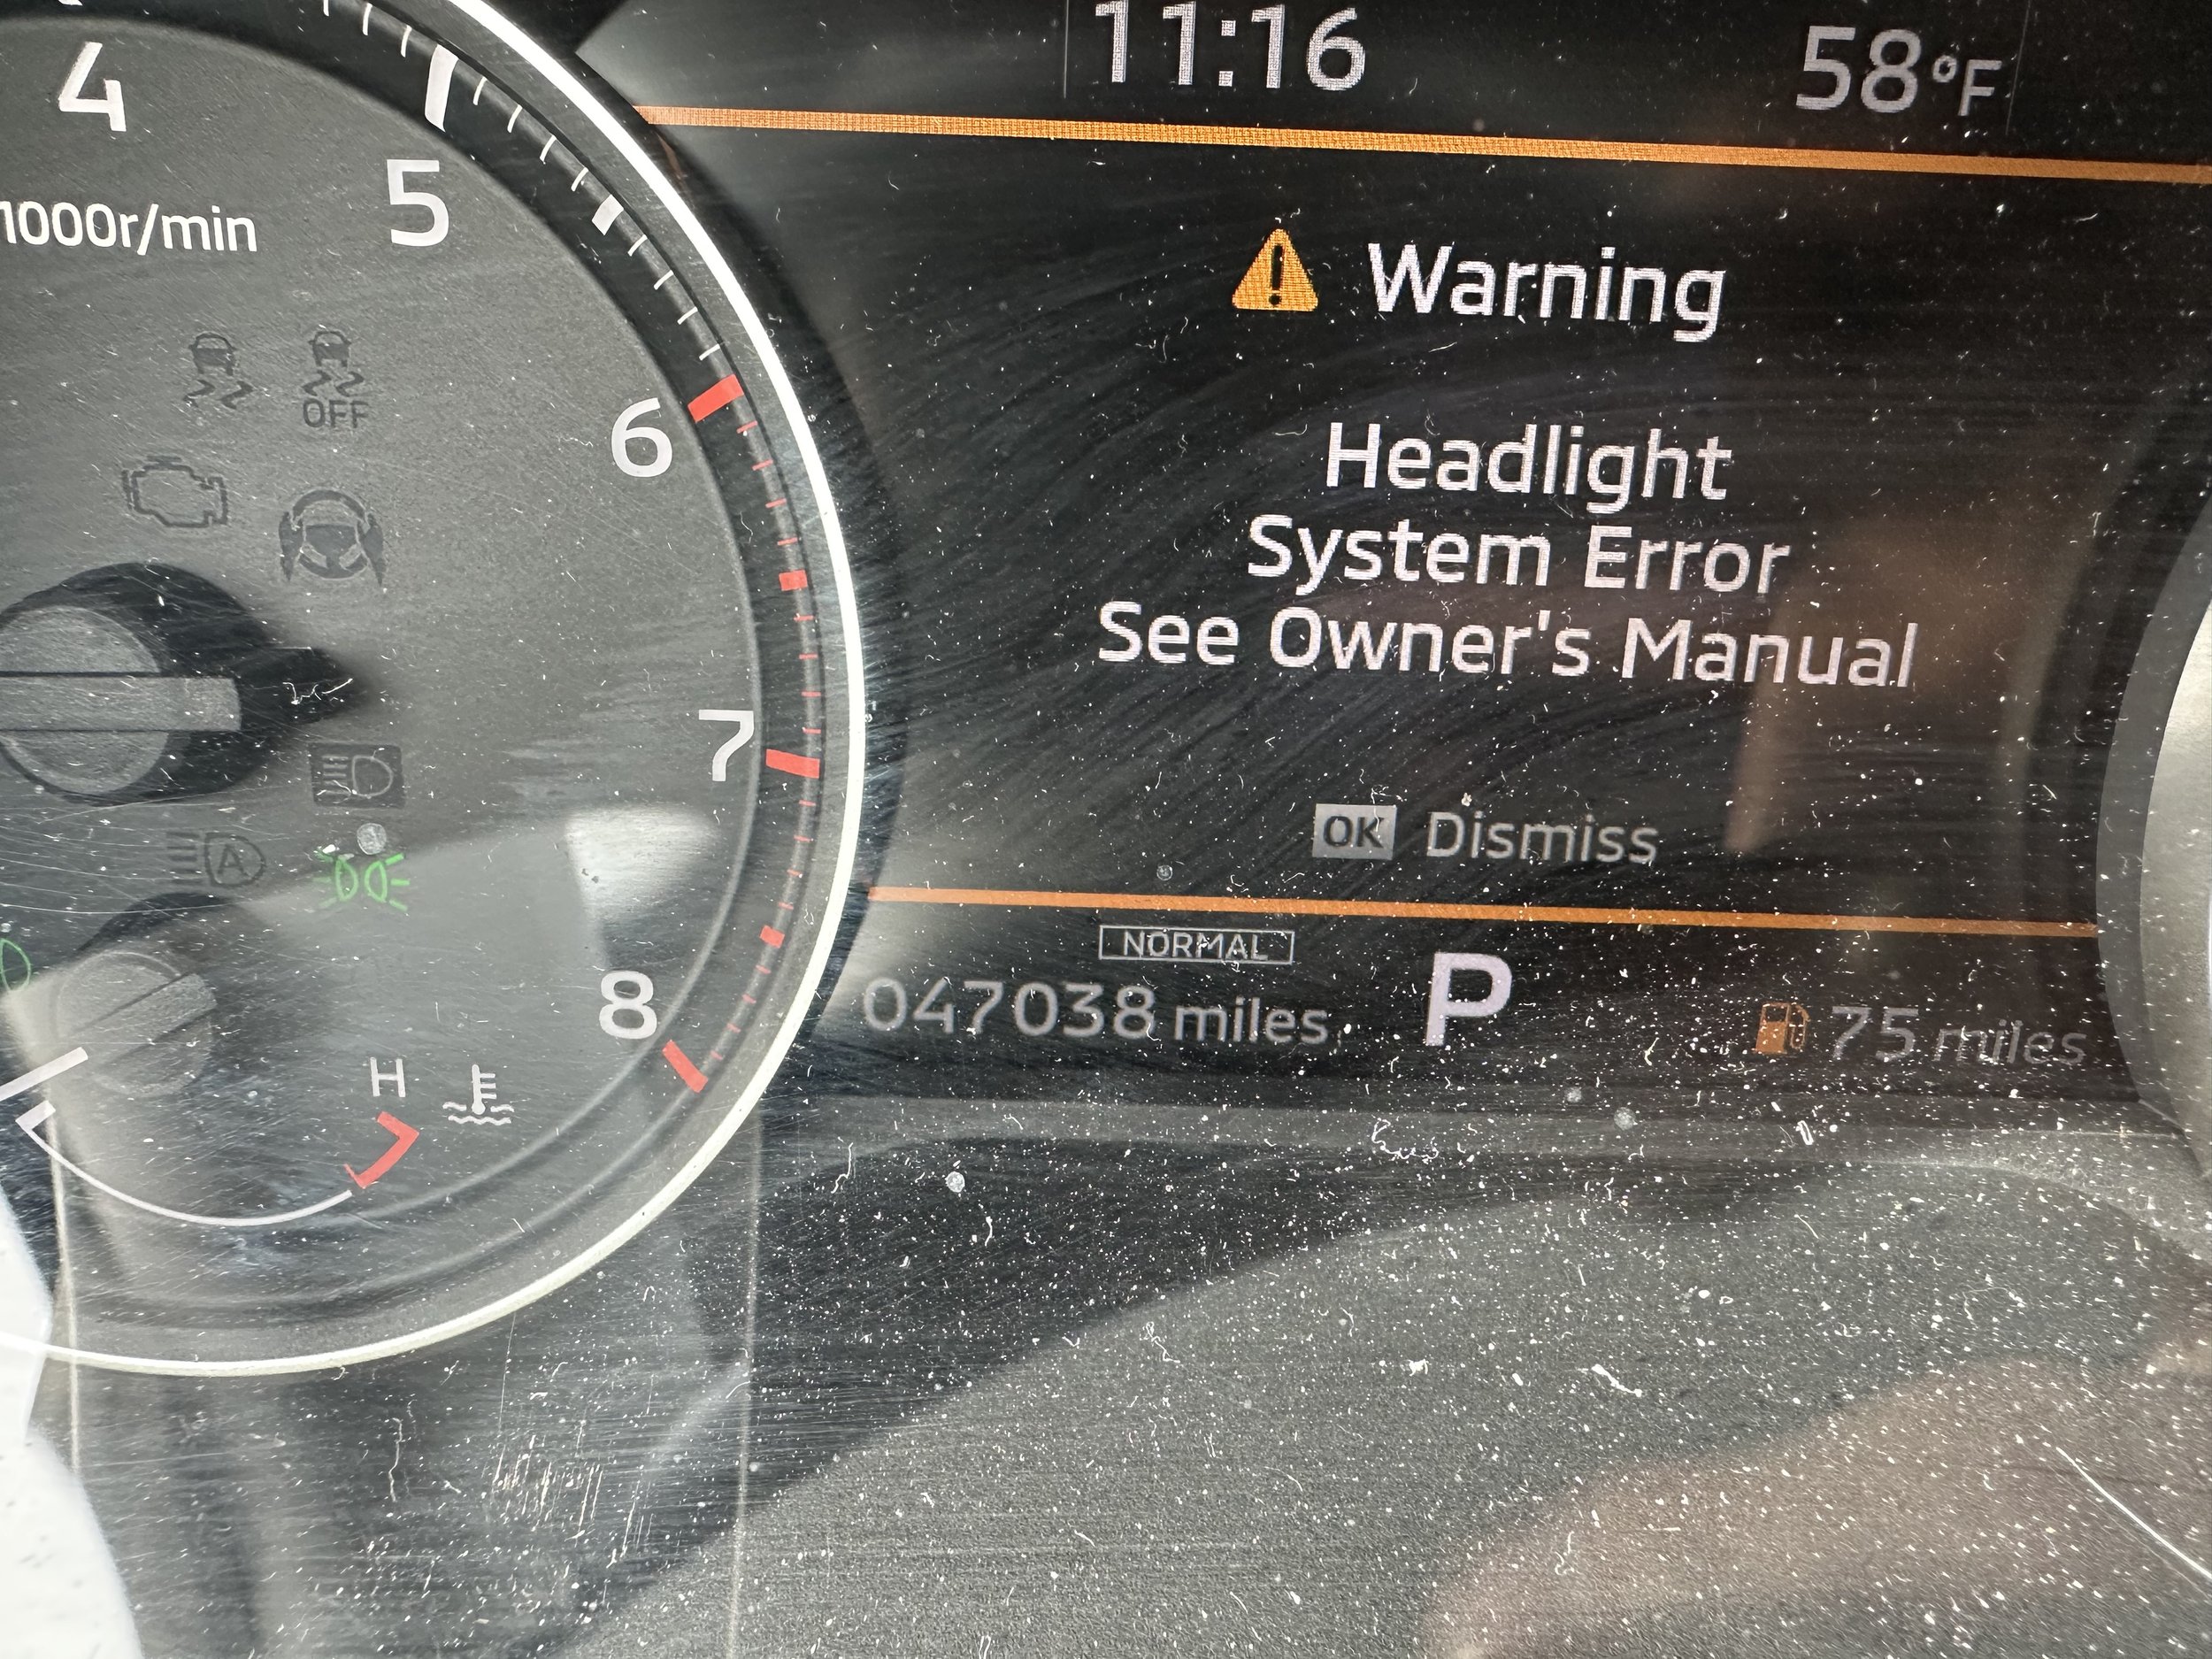 11:16
58°F
4
5
1000r/min
Warning
OFF
6
Headlight
System Error
See Owner's Manual
7
OK Dismiss
A
NORMAL
8
047038 miles
P
75 miles
H